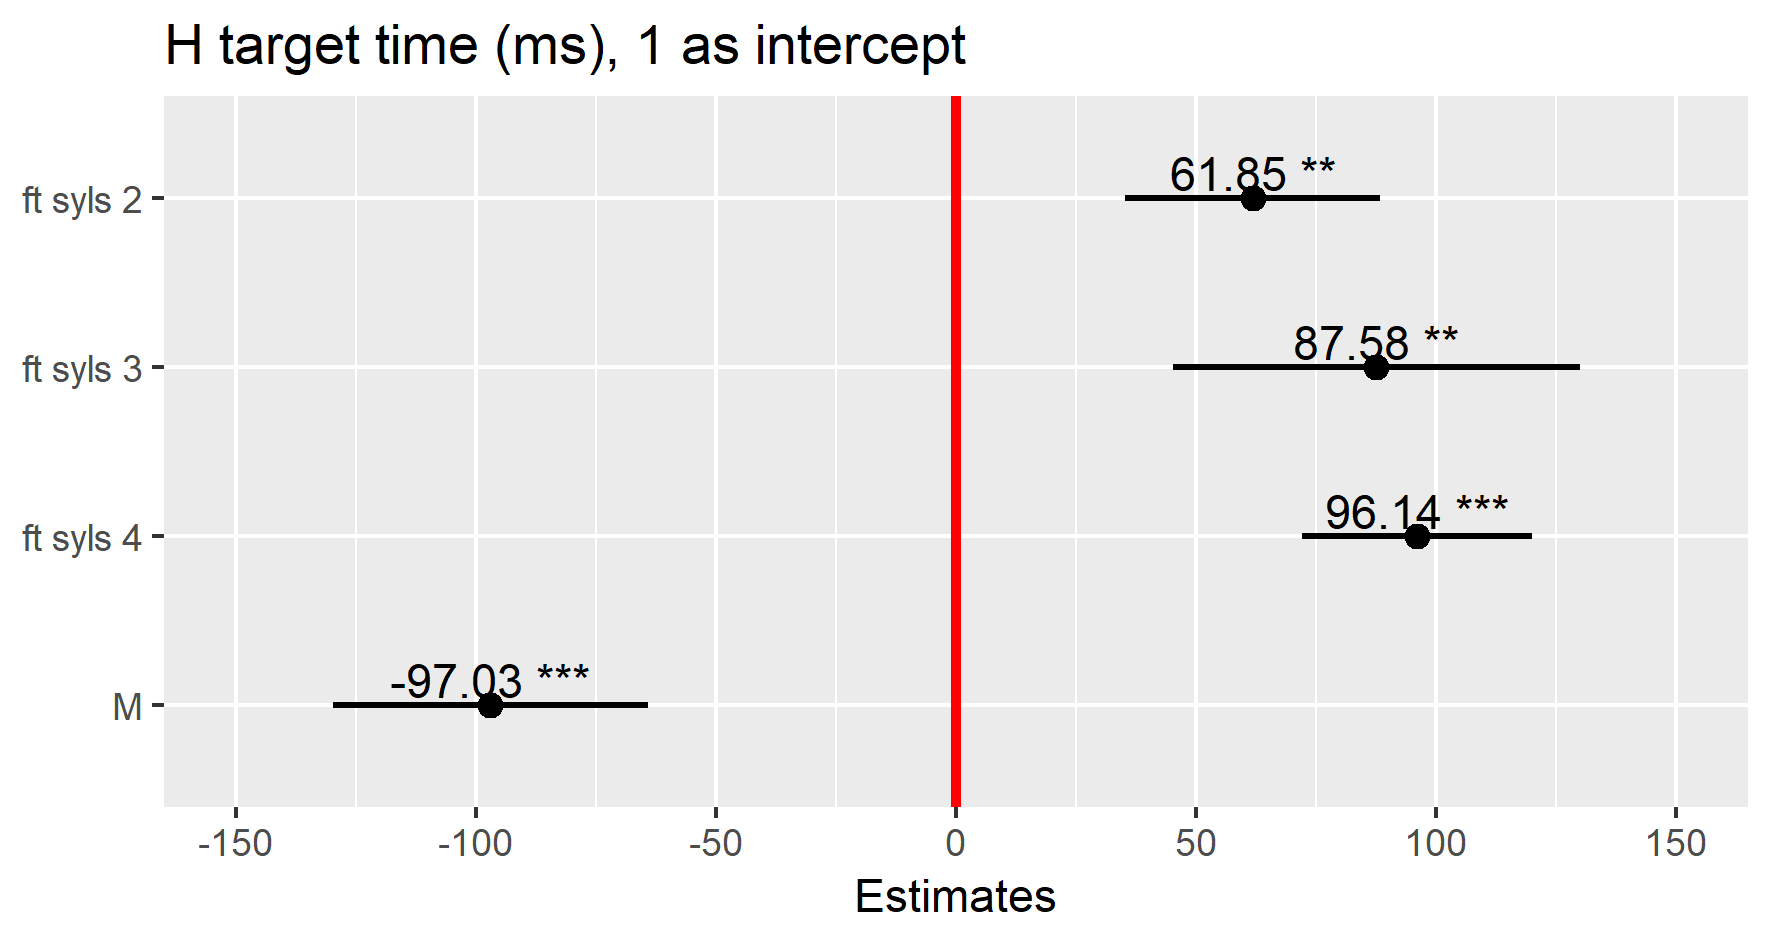 H target time (ms), 1 as intercept
ft syls 2
61.85 **
ft syls 3
87.58 **
ft syls 4
96.14 ***
M
-97.03 ***
-150 -100 -50 0 50 100 150
Estimates